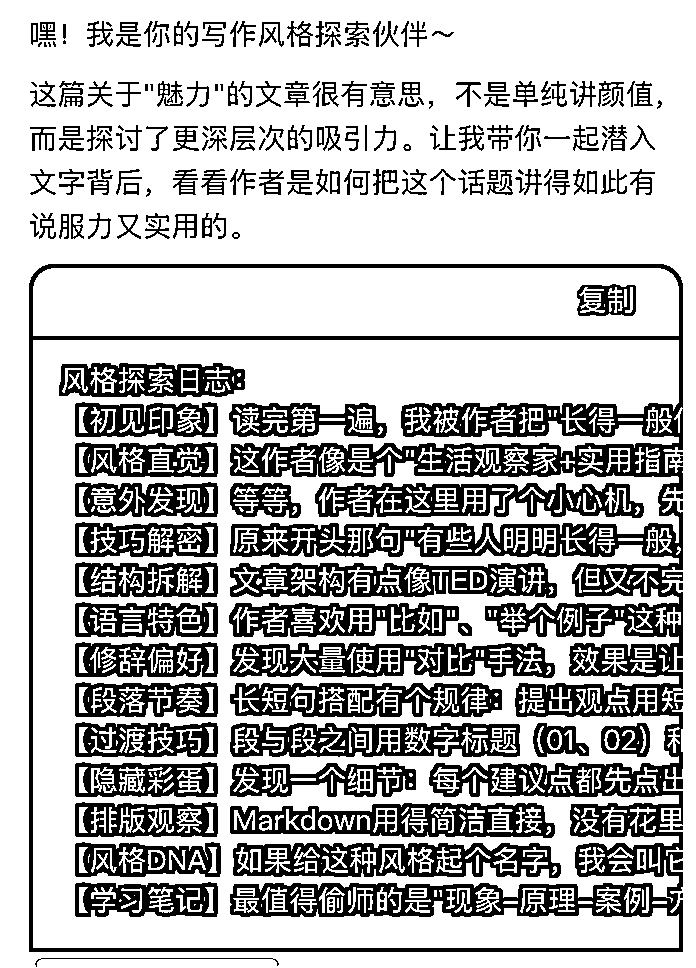 嘿！我是你的写作风格探索伙伴～
这篇关于"魅力"的文章很有意思，不是单纯讲颜值，
而是探讨了更深层次的吸引力。让我带你一起潜入
文字背后，看看作者是如何把这个话题讲得如此有
说服力又实用的。
复制
风格探索日志：
【初见印象】读完第一遍，我被作者把"长得一般但
【风格直觉】这作者像是个"生活观察家+实用指南
【意外发现】等等，作者在这里用了个小心机，先
【技巧解密】原来开头那句"有些人明明长得一般，
【结构拆解】文章架构有点像TED演讲，但又不完
【语言特色】作者喜欢用"比如"、"举个例子"这种
【修辞偏好】发现大量使用"对比"手法，效果是让
【段落节奏】长短句搭配有个规律：提出观点用短
【过渡技巧】段与段之间用数字标题（01、02）和
【隐藏彩蛋】发现一个细节：每个建议点都先点出
【排版观察】Markdown用得简洁直接，没有花里
【风格DNA】如果给这种风格起个名字，我会叫它
【学习笔记】最值得偷师的是"现象-原理-案例-方